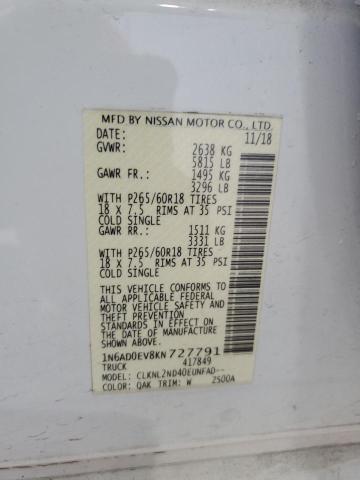 MFD BY NISSAN MOTOR CO., LTD.
11/18
GVWR: 2638 KG
5815 LB
GAWR FR.: 1495 KG
3296 LB
WITH P265/60R18 TIRES
18 X 7.5 RIMS AT 35 PSI
COLD SINGLE
GAWR RR.: 1511 KG
3331 LB
WITH P265/60R18 TIRES
18 X 7.5 RIMS AT 35 PSI
COLD SINGLE
THIS VEHICLE CONFORMS TO
ALL APPLICABLE FEDERAL
MOTOR VEHICLE SAFETY
AND THEFT PREVENTION
STANDARDS IN EFFECT ON
THE DATE OF MANUFACTURE
SHOWN ABOVE.
1N6AD0EV8KN727791
TRUCK 417849
MODEL: CLKNL2ND40EUNFAD--
COLOR: QAK TRIM: W 2500A